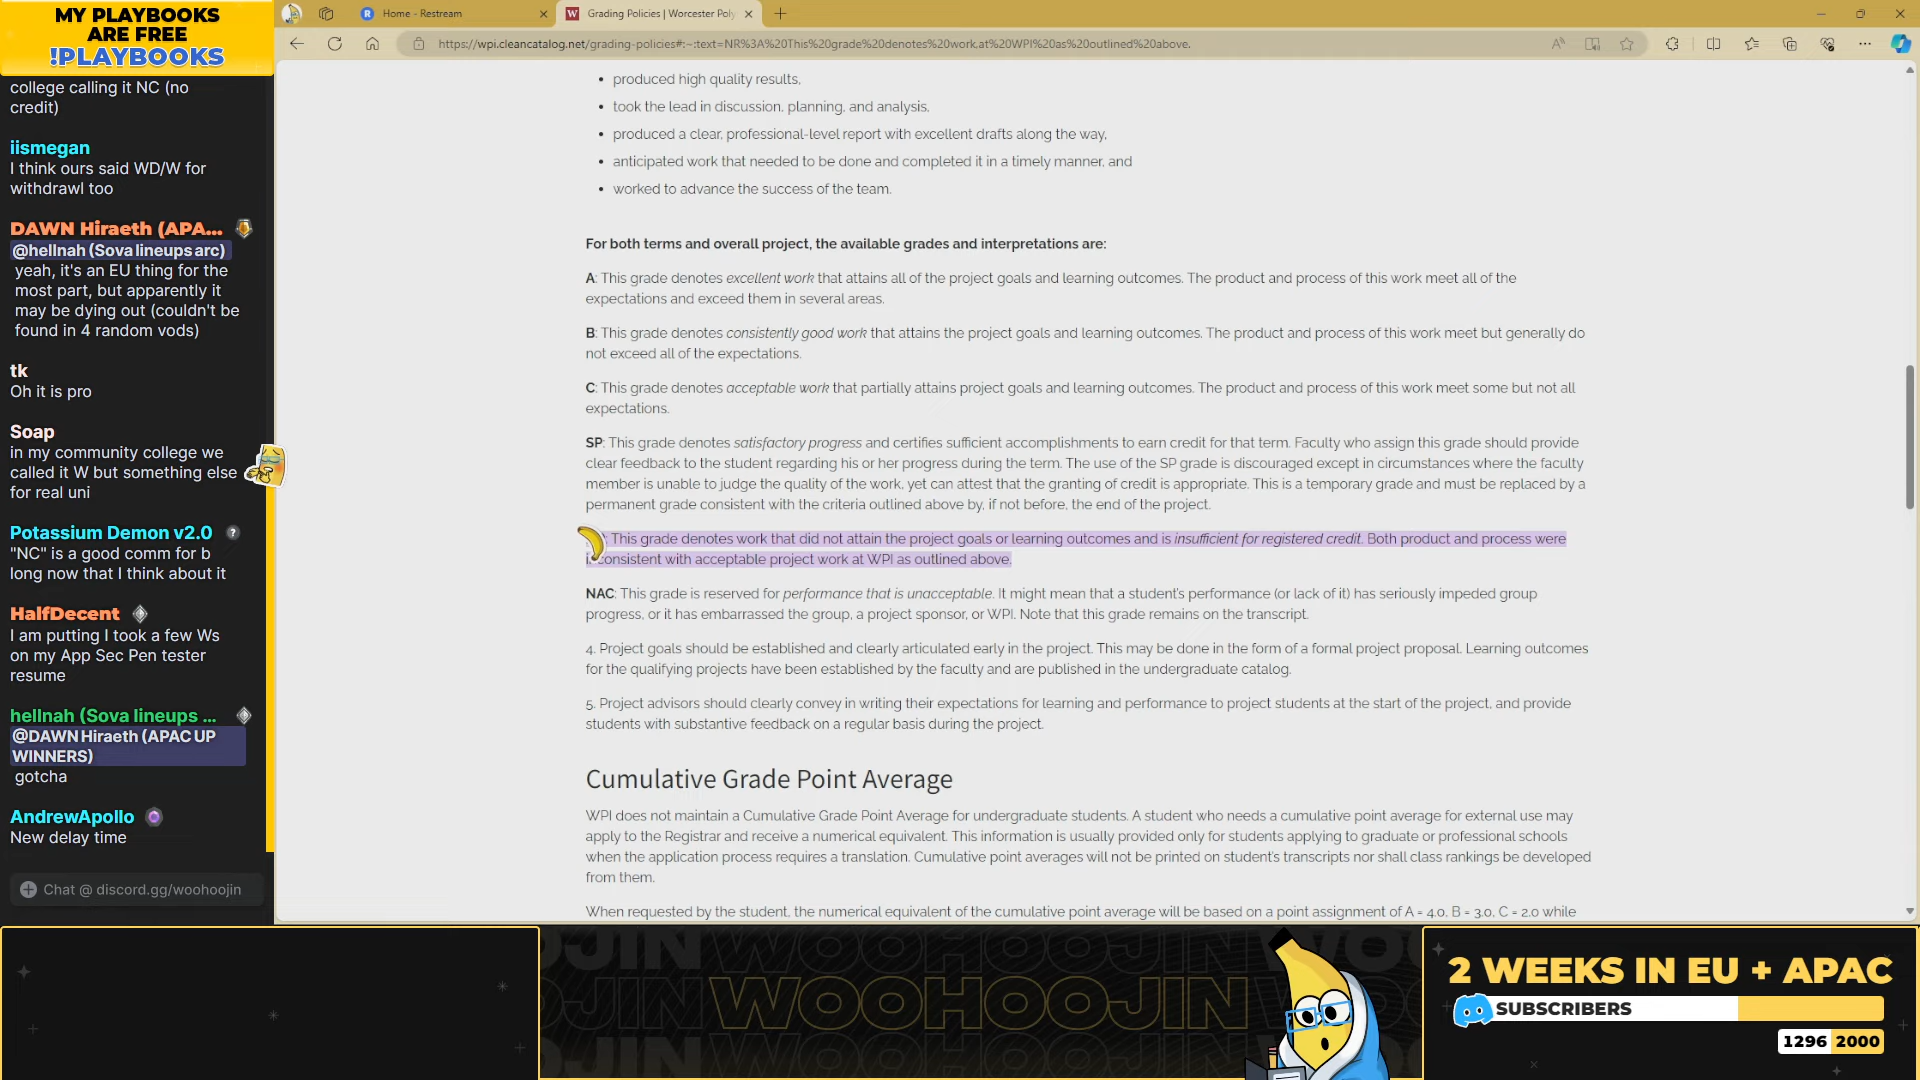 MY PLAYBOOKS
ARE FREE
!PLAYBOOKS
college calling it NC (no
credit)
iismegan
I think ours said WD/W for
withdrawl too
DAWN Hiraeth (APA...
@hellnah (Sova lineups arc)
yeah, it's an EU thing for the
most part, but apparently it
may be dying out (couldn't be
found in 4 random vods)
tk
Oh it is pro
Soap
in my community college we
called it W but something else
for real uni
Potassium Demon v2.0
"NC" is a good comm for b
long now that I think about it
HalfDecent
I am putting I took a few Ws
on my App Sec Pen tester
resume
hellnah (Sova lineups ...
@DAWN Hiraeth (APAC UP
WINNERS)
gotcha
AndrewApollo
New delay time
Chat @ discord.gg/woohoojin
Home - Restream
Grading Policies | Worcester Poly
https://wpi.cleancatalog.net/grading-policies#:~:text=NR%3A%20This%20grade%20denotes%20work,at%20WPI%20as%20outlined%20above.
produced high quality results,
took the lead in discussion, planning, and analysis,
produced a clear, professional-level report with excellent drafts along the way,
anticipated work that needed to be done and completed it in a timely manner, and
worked to advance the success of the team.
For both terms and overall project, the available grades and interpretations are:
A: This grade denotes excellent work that attains all of the project goals and learning outcomes. The product and process of this work meet all of the
expectations and exceed them in several areas.
B: This grade denotes consistently good work that attains the project goals and learning outcomes. The product and process of this work meet but generally do
not exceed all of the expectations.
C: This grade denotes acceptable work that partially attains project goals and learning outcomes. The product and process of this work meet some but not all
expectations.
SP: This grade denotes satisfactory progress and certifies sufficient accomplishments to earn credit for that term. Faculty who assign this grade should provide
clear feedback to the student regarding his or her progress during the term. The use of the SP grade is discouraged except in circumstances where the faculty
member is unable to judge the quality of the work, yet can attest that the granting of credit is appropriate. This is a temporary grade and must be replaced by a
permanent grade consistent with the criteria outlined above by, if not before, the end of the project.
: This grade denotes work that did not attain the project goals or learning outcomes and is insufficient for registered credit. Both product and process were
inconsistent with acceptable project work at WPI as outlined above.
NAC: This grade is reserved for performance that is unacceptable. It might mean that a student's performance (or lack of it) has seriously impeded group
progress, or it has embarrassed the group, a project sponsor, or WPI. Note that this grade remains on the transcript.
4. Project goals should be established and clearly articulated early in the project. This may be done in the form of a formal project proposal. Learning outcomes
for the qualifying projects have been established by the faculty and are published in the undergraduate catalog.
5. Project advisors should clearly convey in writing their expectations for learning and performance to project students at the start of the project, and provide
students with substantive feedback on a regular basis during the project.
Cumulative Grade Point Average
WPI does not maintain a Cumulative Grade Point Average for undergraduate students. A student who needs a cumulative point average for external use may
apply to the Registrar and receive a numerical equivalent. This information is usually provided only for students applying to graduate or professional schools
when the application process requires a translation. Cumulative point averages will not be printed on student's transcripts nor shall class rankings be developed
from them.
When requested by the student, the numerical equivalent of the cumulative point average will be based on a point assignment of A = 4.0, B = 3.0, C = 2.0 while
WOOHOOJIN
2 WEEKS IN EU + APAC
SUBSCRIBERS
1296 2000